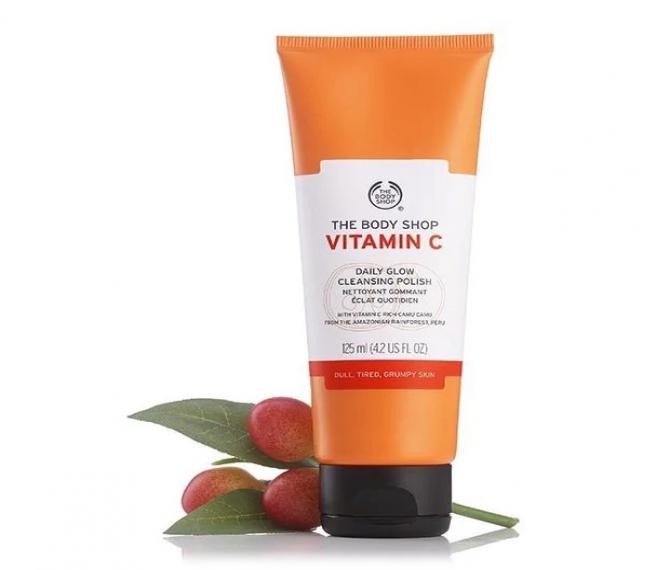 THE
BODY
SHOP
®
THE BODY SHOP
VITAMIN C
DAILY GLOW
CLEANSING POLISH
NETTOYANT GOMMANT
ÉCLAT QUOTIDIEN
WITH VITAMIN C RICH CAMU CAMU
FROM THE AMAZONIAN RAINFOREST, PERU
125 ml (4.2 US FL OZ)
DULL, TIRED, GRUMPY SKIN